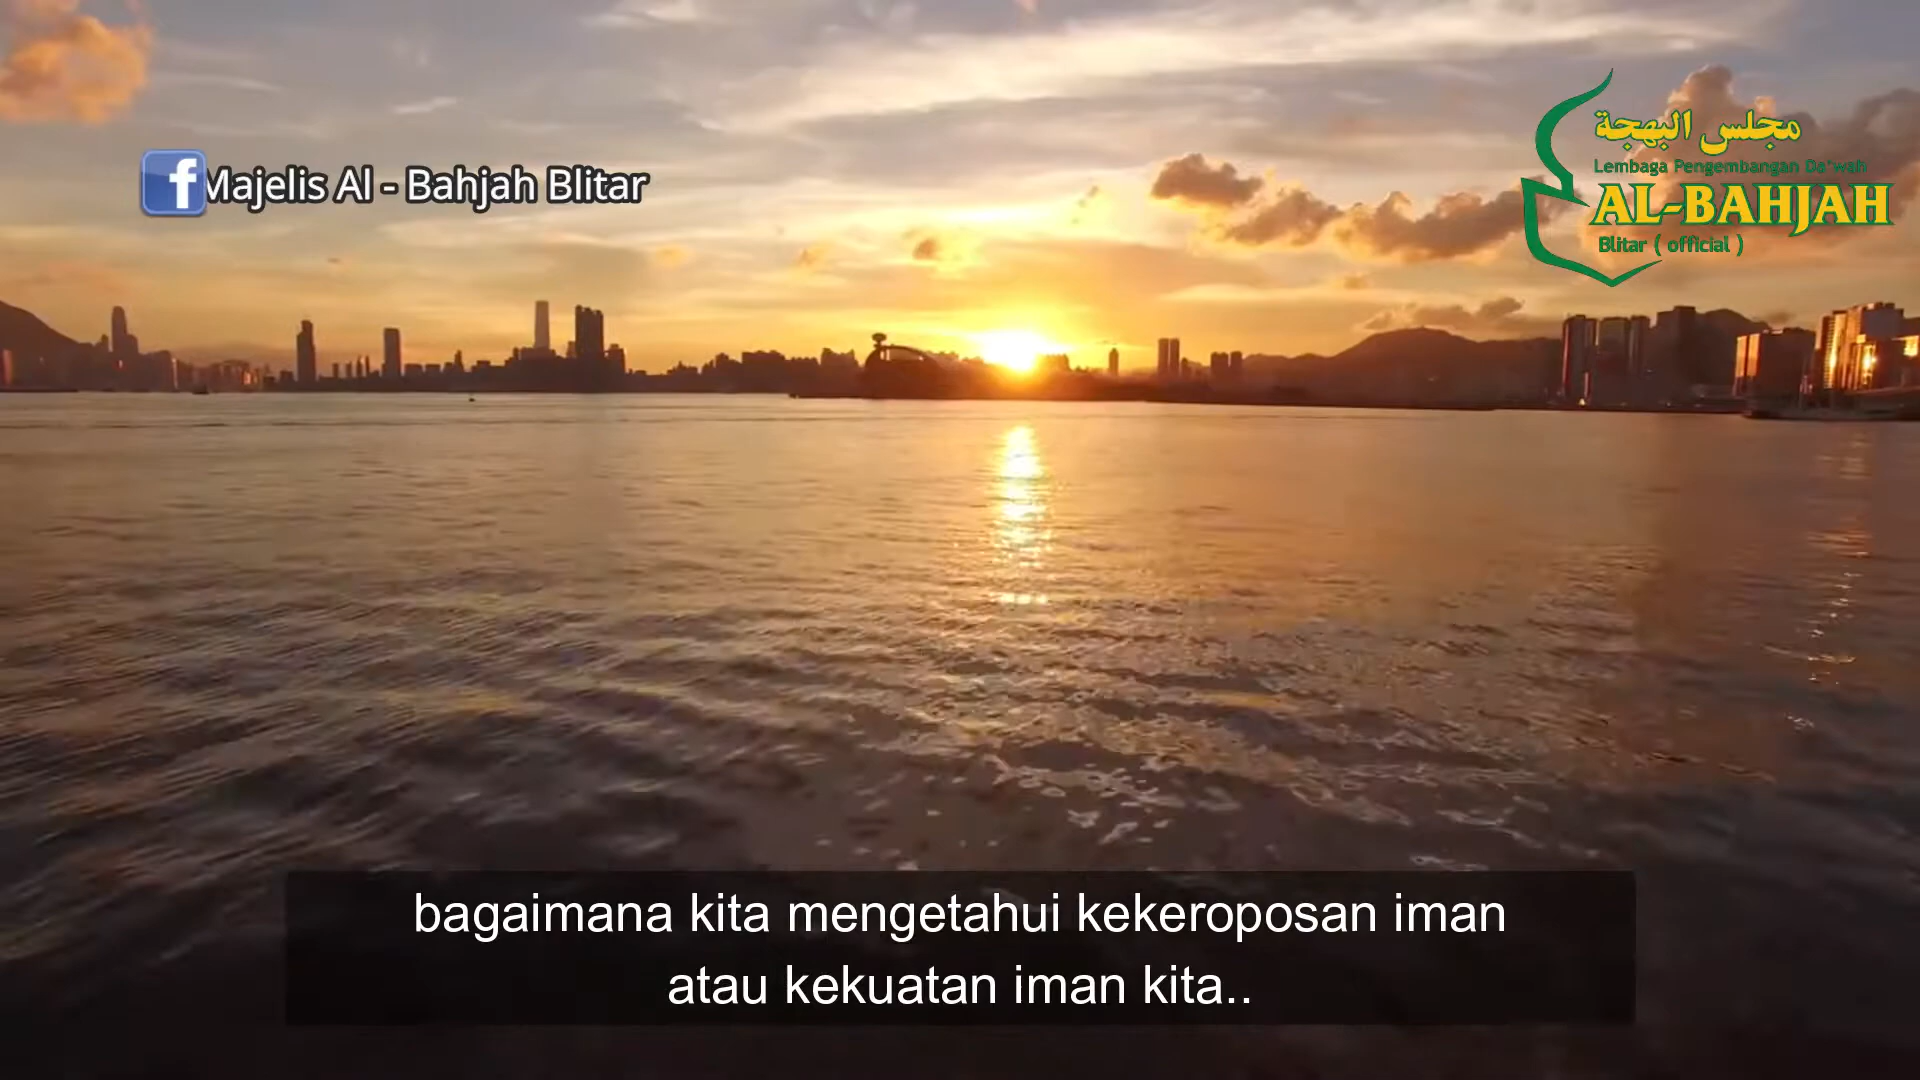 Majelis Al - Bahjah Blitar
مجلس البهجة
Lembaga Pengembangan Da'wah
AL-BAHJAH
Blitar ( official )
bagaimana kita mengetahui kekeroposan iman
atau kekuatan iman kita..